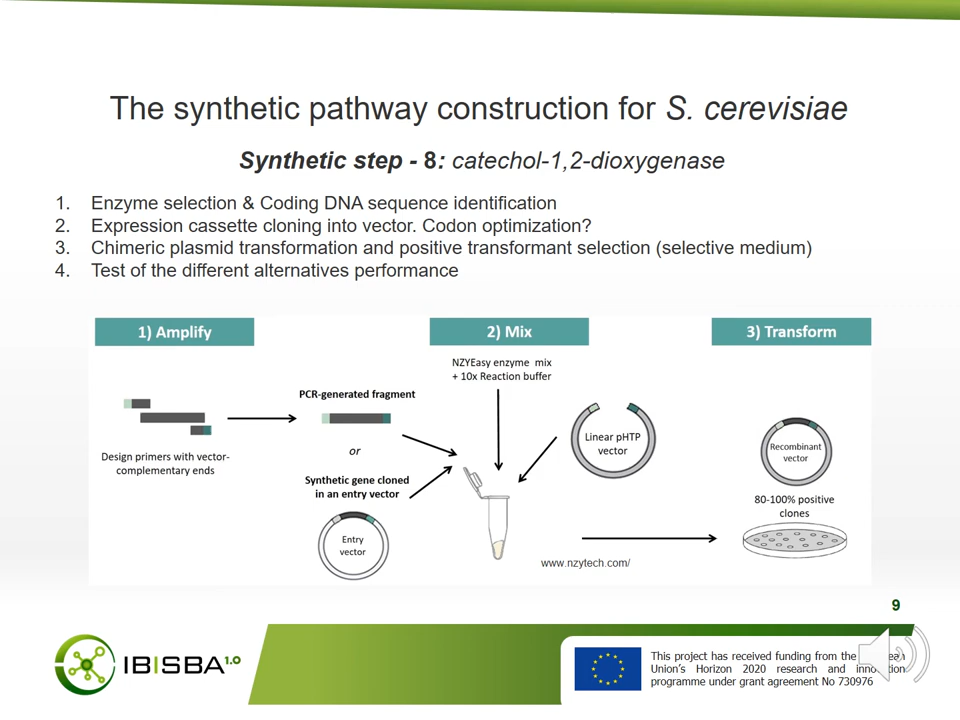 The synthetic pathway construction for S. cerevisiae
Synthetic step - 8: catechol-1,2-dioxygenase
1. Enzyme selection & Coding DNA sequence identification
2. Expression cassette cloning into vector. Codon optimization?
3. Chimeric plasmid transformation and positive transformant selection (selective medium)
4. Test of the different alternatives performance
1) Amplify
2) Mix
3) Transform
NZYEasy enzyme mix
+ 10x Reaction buffer
PCR-generated fragment
Design primers with vector-
complementary ends
or
Synthetic gene cloned
in an entry vector
Entry
vector
Linear pHTP
vector
Recombinant
vector
80-100% positive
clones
www.nzytech.com/
9
IBISBA 1.0
This project has received funding from the
Union's Horizon 2020 research and
programme under grant agreement No 730976